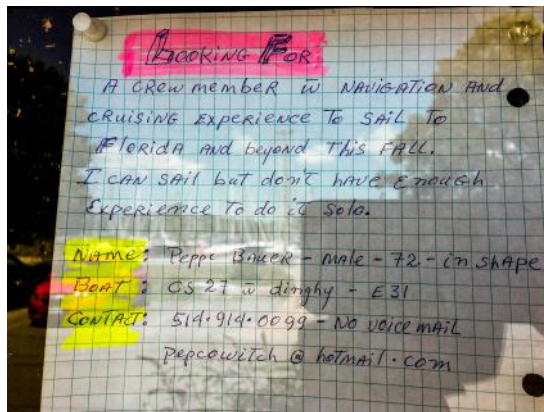 Looking For
A crew member w̄ NAVIGATION AND
cruising experience To SAIL To
Florida and beyond This FALL.
I CAN SAIL but don't have enough
Experience To do it solo.
Name: Peppe Baker - male - 72 - in shape
Boat: CS 27 w̄ dinghy - E31
Contact: 514.914.0099 - No voice mail
pepcowitch @ hotmail.com